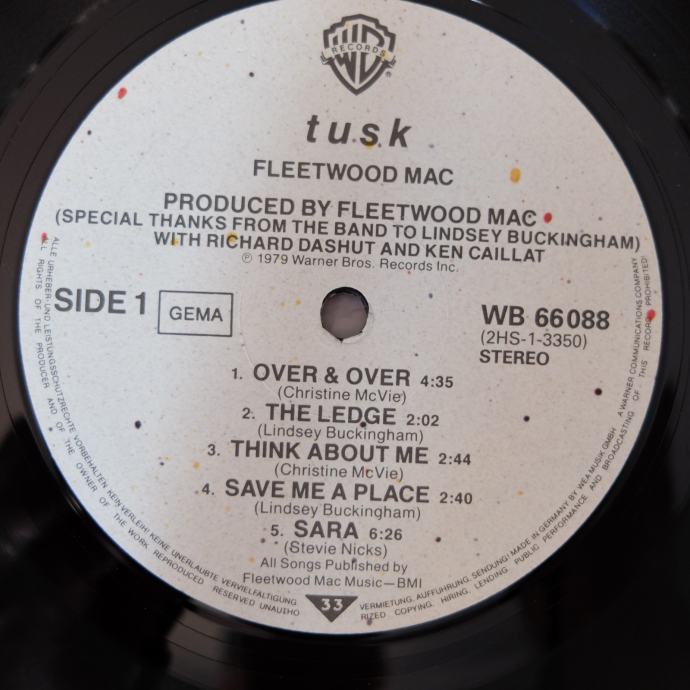 WB
RECORDS
tusk
FLEETWOOD MAC
PRODUCED BY FLEETWOOD MAC
(SPECIAL THANKS FROM THE BAND TO LINDSEY BUCKINGHAM)
WITH RICHARD DASHUT AND KEN CAILLAT
℗ 1979 Warner Bros. Records Inc.
SIDE 1
GEMA
WB 66 088
(2HS-1-3350)
STEREO
1. OVER & OVER 4:35
(Christine McVie)
2. THE LEDGE 2:02
(Lindsey Buckingham)
3. THINK ABOUT ME 2:44
(Christine McVie)
4. SAVE ME A PLACE 2:40
(Lindsey Buckingham)
5. SARA 6:26
(Stevie Nicks)
All Songs Published by
Fleetwood Mac Music—BMI
33
ALLE URHEBER- UND LEISTUNGSSCHUTZRECHTE VORBEHALTEN. KEIN VERLEIH! KEINE UNERLAUBTE VERVIELFÄLTIGUNG
VERMIETUNG, AUFFÜHRUNG, SENDUNG! MADE IN GERMANY BY WEA MUSIK GMBH A WARNER COMMUNICATIONS COMPANY
ALL RIGHTS OF THE PRODUCER AND OF THE OWNER OF THE WORK REPRODUCED RESERVED UNAUTHO
RIZED COPYING, HIRING, LENDING PUBLIC PERFORMANCE AND BROADCASTING OF THIS RECORD PROHIBITED!